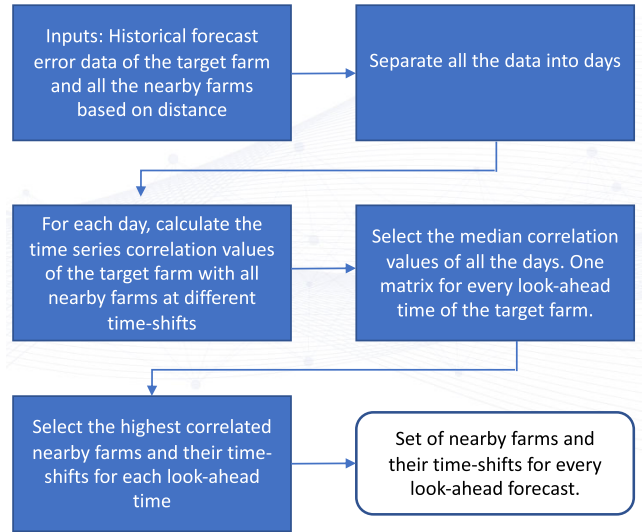 Inputs: Historical forecast
error data of the target farm
and all the nearby farms
based on distance
Separate all the data into days
For each day, calculate the
time series correlation values
of the target farm with all
nearby farms at different
time-shifts
Select the median correlation
values of all the days. One
matrix for every look-ahead
time of the target farm.
Select the highest correlated
nearby farms and their time-
shifts for each look-ahead
time
Set of nearby farms and
their time-shifts for every
look-ahead forecast.